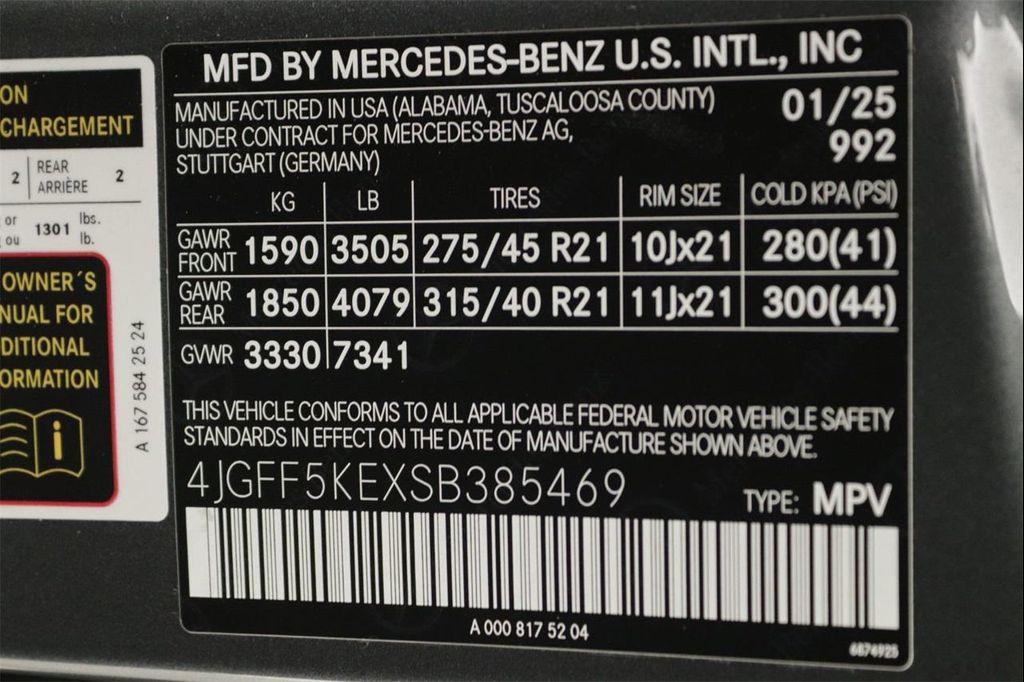 ON
CHARGEMENT
2 REAR ARRIÈRE 2
or ou 1301 lbs. lb.
OWNER´S
NUAL FOR
DITIONAL
ORMATION
i
A 167 584 25 24
MFD BY MERCEDES-BENZ U.S. INTL., INC
MANUFACTURED IN USA (ALABAMA, TUSCALOOSA COUNTY) 01/25
UNDER CONTRACT FOR MERCEDES-BENZ AG, 992
STUTTGART (GERMANY)
KG LB TIRES RIM SIZE COLD KPA (PSI)
GAWR FRONT 1590 3505 275/45 R21 10Jx21 280(41)
GAWR REAR 1850 4079 315/40 R21 11Jx21 300(44)
GVWR 3330 7341
THIS VEHICLE CONFORMS TO ALL APPLICABLE FEDERAL MOTOR VEHICLE SAFETY
STANDARDS IN EFFECT ON THE DATE OF MANUFACTURE SHOWN ABOVE.
4JGFF5KEXSB385469 TYPE: MPV
A 000 817 52 04
6874925